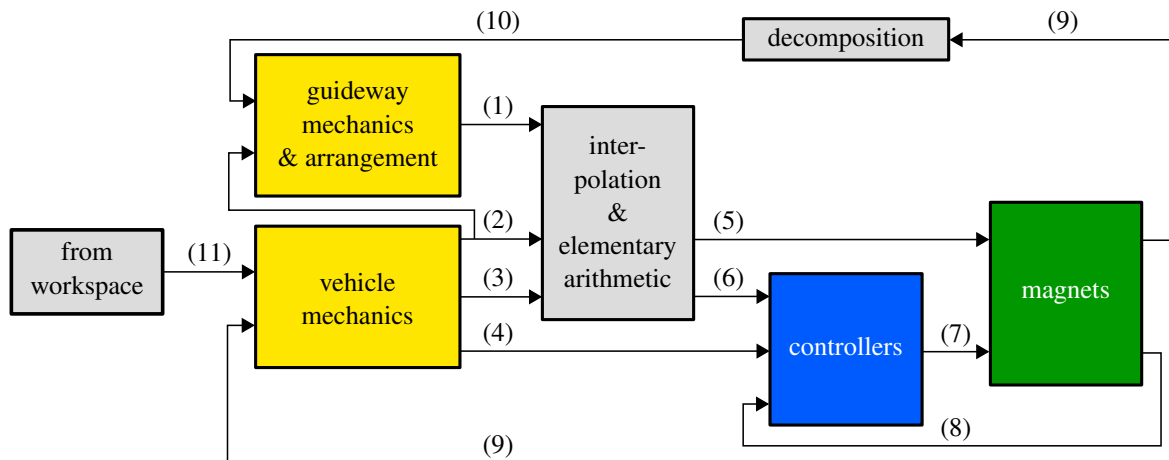 (10)
(9)
decomposition
guideway
mechanics
& arrangement
(1)
inter-
polation
&
elementary
arithmetic
(2)
(5)
from
workspace
(11)
vehicle
mechanics
(3)
(6)
magnets
(4)
controllers
(7)
(8)
(9)